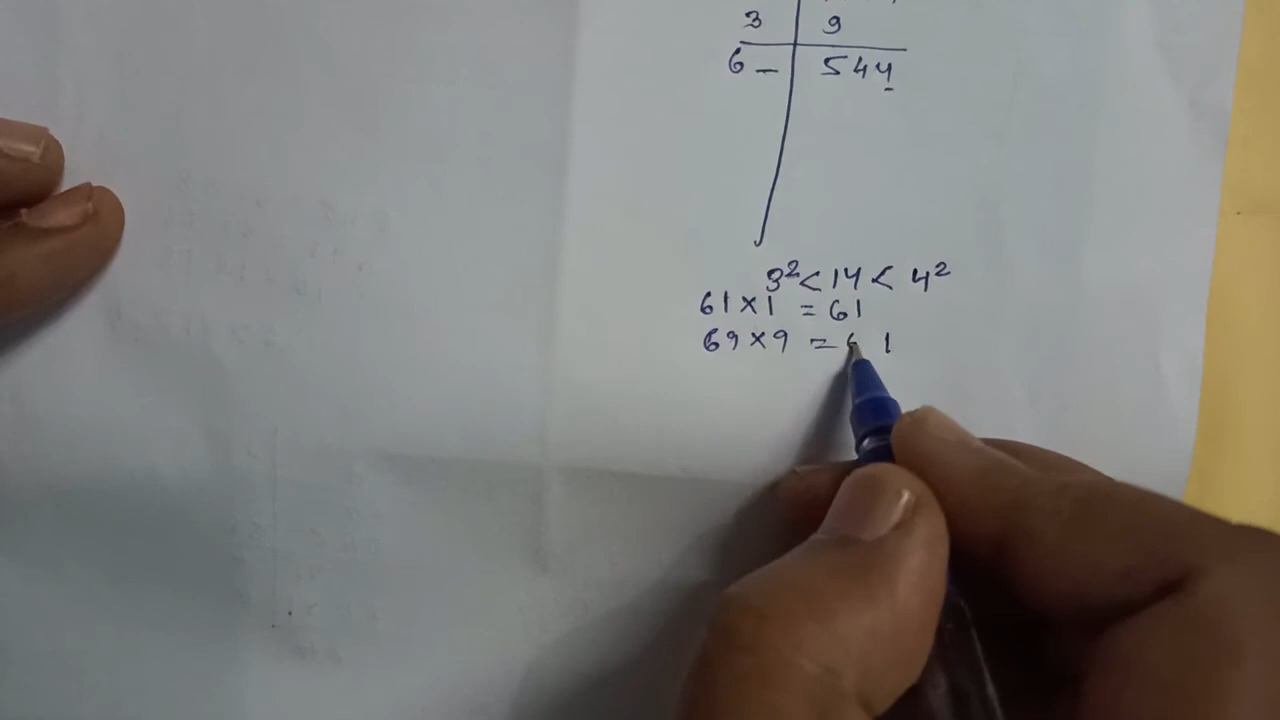 3 9
6 _ 544
3² < 14 < 4²
61 × 1 = 61
69 × 9 = 6 1